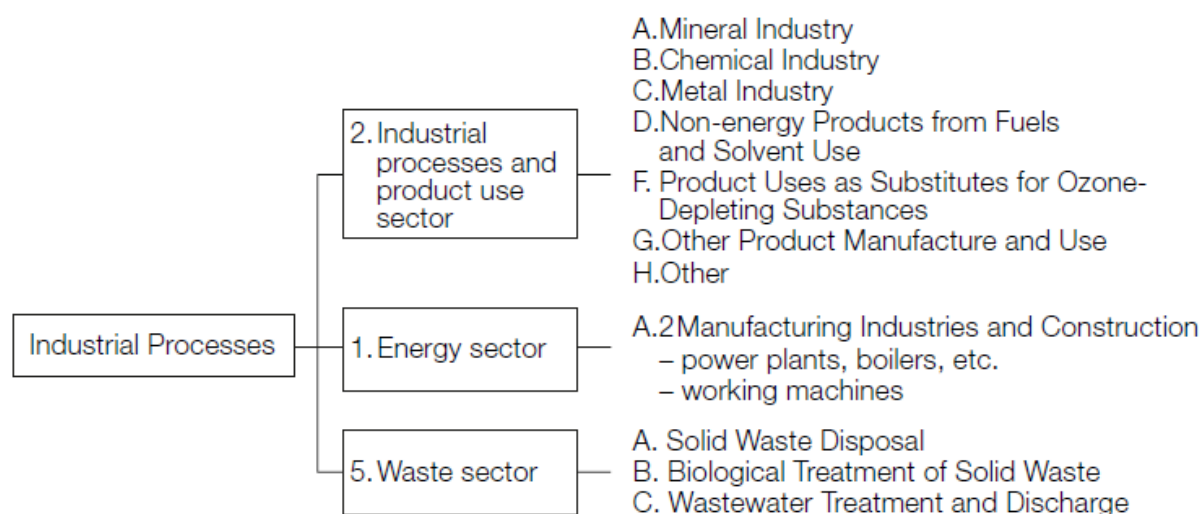 A.Mineral Industry
B.Chemical Industry
C.Metal Industry
D.Non-energy Products from Fuels
and Solvent Use
F. Product Uses as Substitutes for Ozone-
Depleting Substances
G.Other Product Manufacture and Use
H.Other
2. Industrial
processes and
product use
sector
Industrial Processes
1. Energy sector
A.2Manufacturing Industries and Construction
– power plants, boilers, etc.
– working machines
5. Waste sector
A. Solid Waste Disposal
B. Biological Treatment of Solid Waste
C. Wastewater Treatment and Discharge